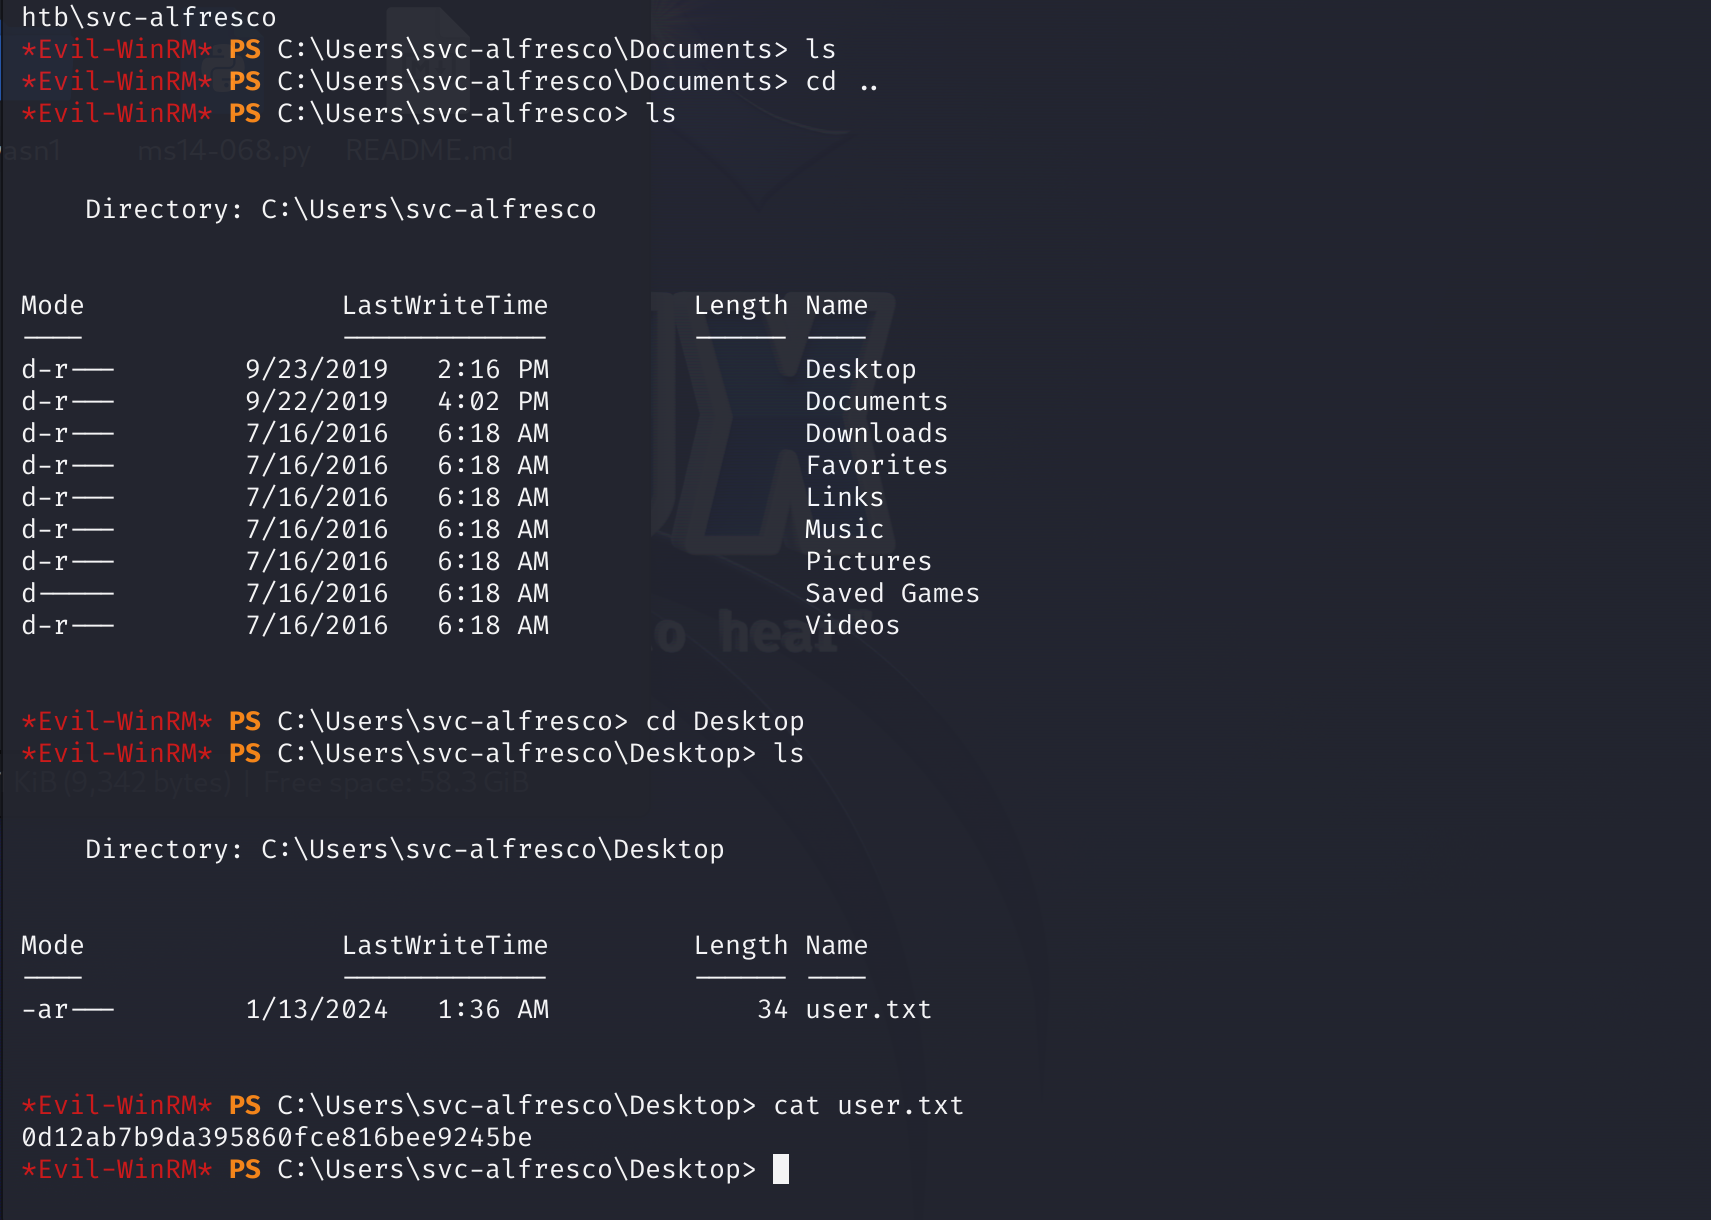 htb\svc-alfresco
*Evil-WinRM* PS C:\Users\svc-alfresco\Documents> ls
*Evil-WinRM* PS C:\Users\svc-alfresco\Documents> cd ..
*Evil-WinRM* PS C:\Users\svc-alfresco> ls
asn1 ms14-068.py README.md
Directory: C:\Users\svc-alfresco
Mode LastWriteTime Length Name
---- ------------- ------ ----
d-r--- 9/23/2019 2:16 PM Desktop
d-r--- 9/22/2019 4:02 PM Documents
d-r--- 7/16/2016 6:18 AM Downloads
d-r--- 7/16/2016 6:18 AM Favorites
d-r--- 7/16/2016 6:18 AM Links
d-r--- 7/16/2016 6:18 AM Music
d-r--- 7/16/2016 6:18 AM Pictures
d----- 7/16/2016 6:18 AM Saved Games
d-r--- 7/16/2016 6:18 AM Videos
*Evil-WinRM* PS C:\Users\svc-alfresco> cd Desktop
*Evil-WinRM* PS C:\Users\svc-alfresco\Desktop> ls
KiB (9,342 bytes) | Free space: 58.3 GiB
Directory: C:\Users\svc-alfresco\Desktop
Mode LastWriteTime Length Name
---- ------------- ------ ----
-ar--- 1/13/2024 1:36 AM 34 user.txt
*Evil-WinRM* PS C:\Users\svc-alfresco\Desktop> cat user.txt
0d12ab7b9da395860fce816bee9245be
*Evil-WinRM* PS C:\Users\svc-alfresco\Desktop>